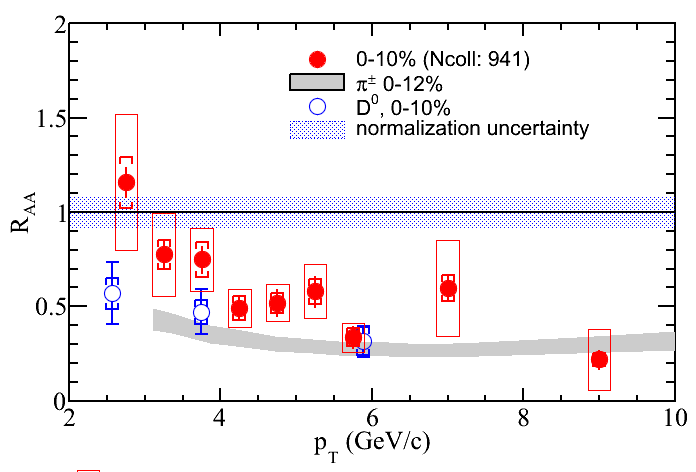 2
0-10% (Ncoll: 941)
π± 0-12%
D⁰, 0-10%
normalization uncertainty
1.5
R_AA
1
0.5
0
2 4 6 8 10
p_T (GeV/c)